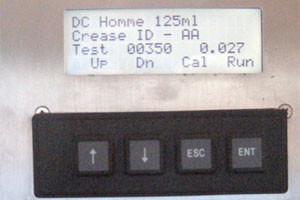 DC Homme 125ml
Crease ID - AA
Test 00350 0.027
Up Dn Cal Run
↑ ↓ ESC ENT